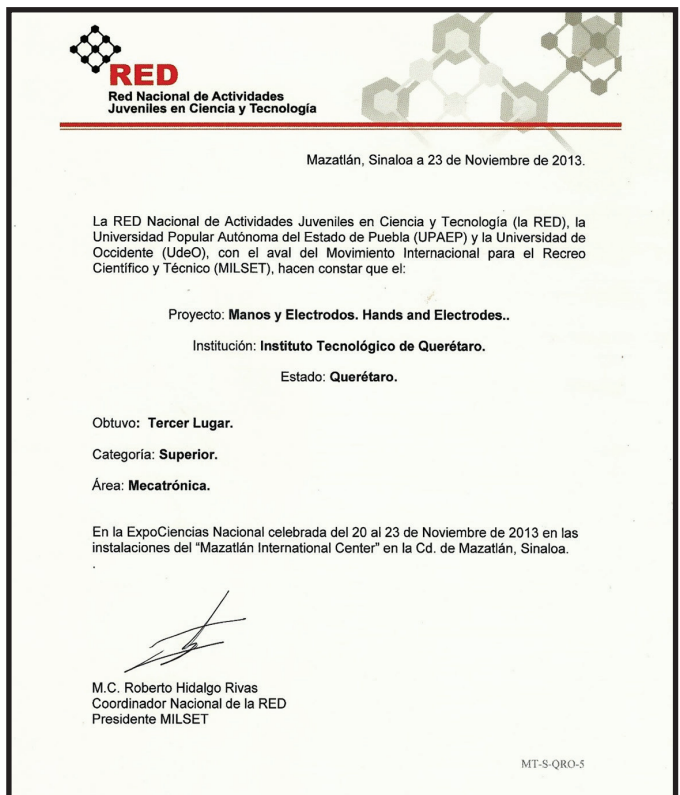 RED
Red Nacional de Actividades
Juveniles en Ciencia y Tecnología
Mazatlán, Sinaloa a 23 de Noviembre de 2013.
La RED Nacional de Actividades Juveniles en Ciencia y Tecnología (la RED), la
Universidad Popular Autónoma del Estado de Puebla (UPAEP) y la Universidad de
Occidente (UdeO), con el aval del Movimiento Internacional para el Recreo
Científico y Técnico (MILSET), hacen constar que el:
Proyecto: Manos y Electrodos. Hands and Electrodes..
Institución: Instituto Tecnológico de Querétaro.
Estado: Querétaro.
Obtuvo: Tercer Lugar.
Categoría: Superior.
Área: Mecatrónica.
En la ExpoCiencias Nacional celebrada del 20 al 23 de Noviembre de 2013 en las
instalaciones del “Mazatlán International Center” en la Cd. de Mazatlán, Sinaloa.
.
M.C. Roberto Hidalgo Rivas
Coordinador Nacional de la RED
Presidente MILSET
MT-S-QRO-5